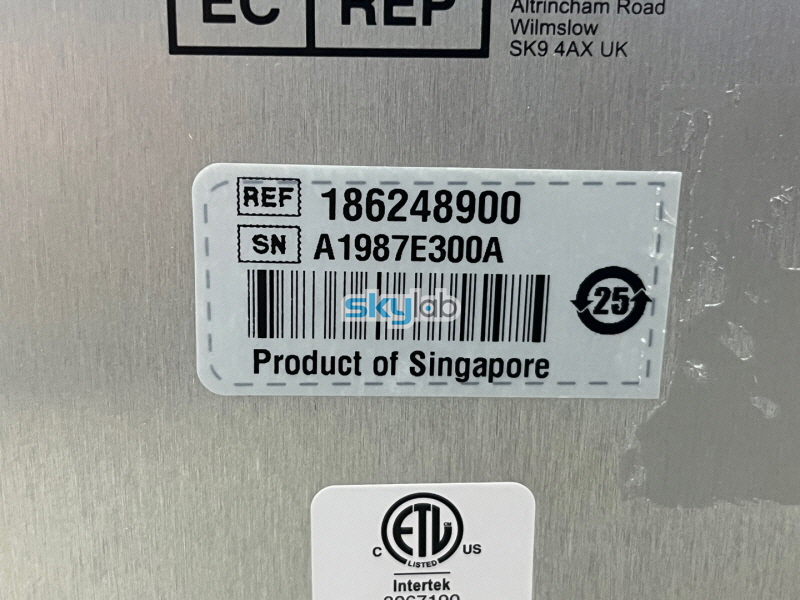 EC REP
Altrincham Road
Wilmslow
SK9 4AX UK
REF 186248900
SN A1987E300A
skylab
25
Product of Singapore
ETL CM
C US
LISTED
Intertek